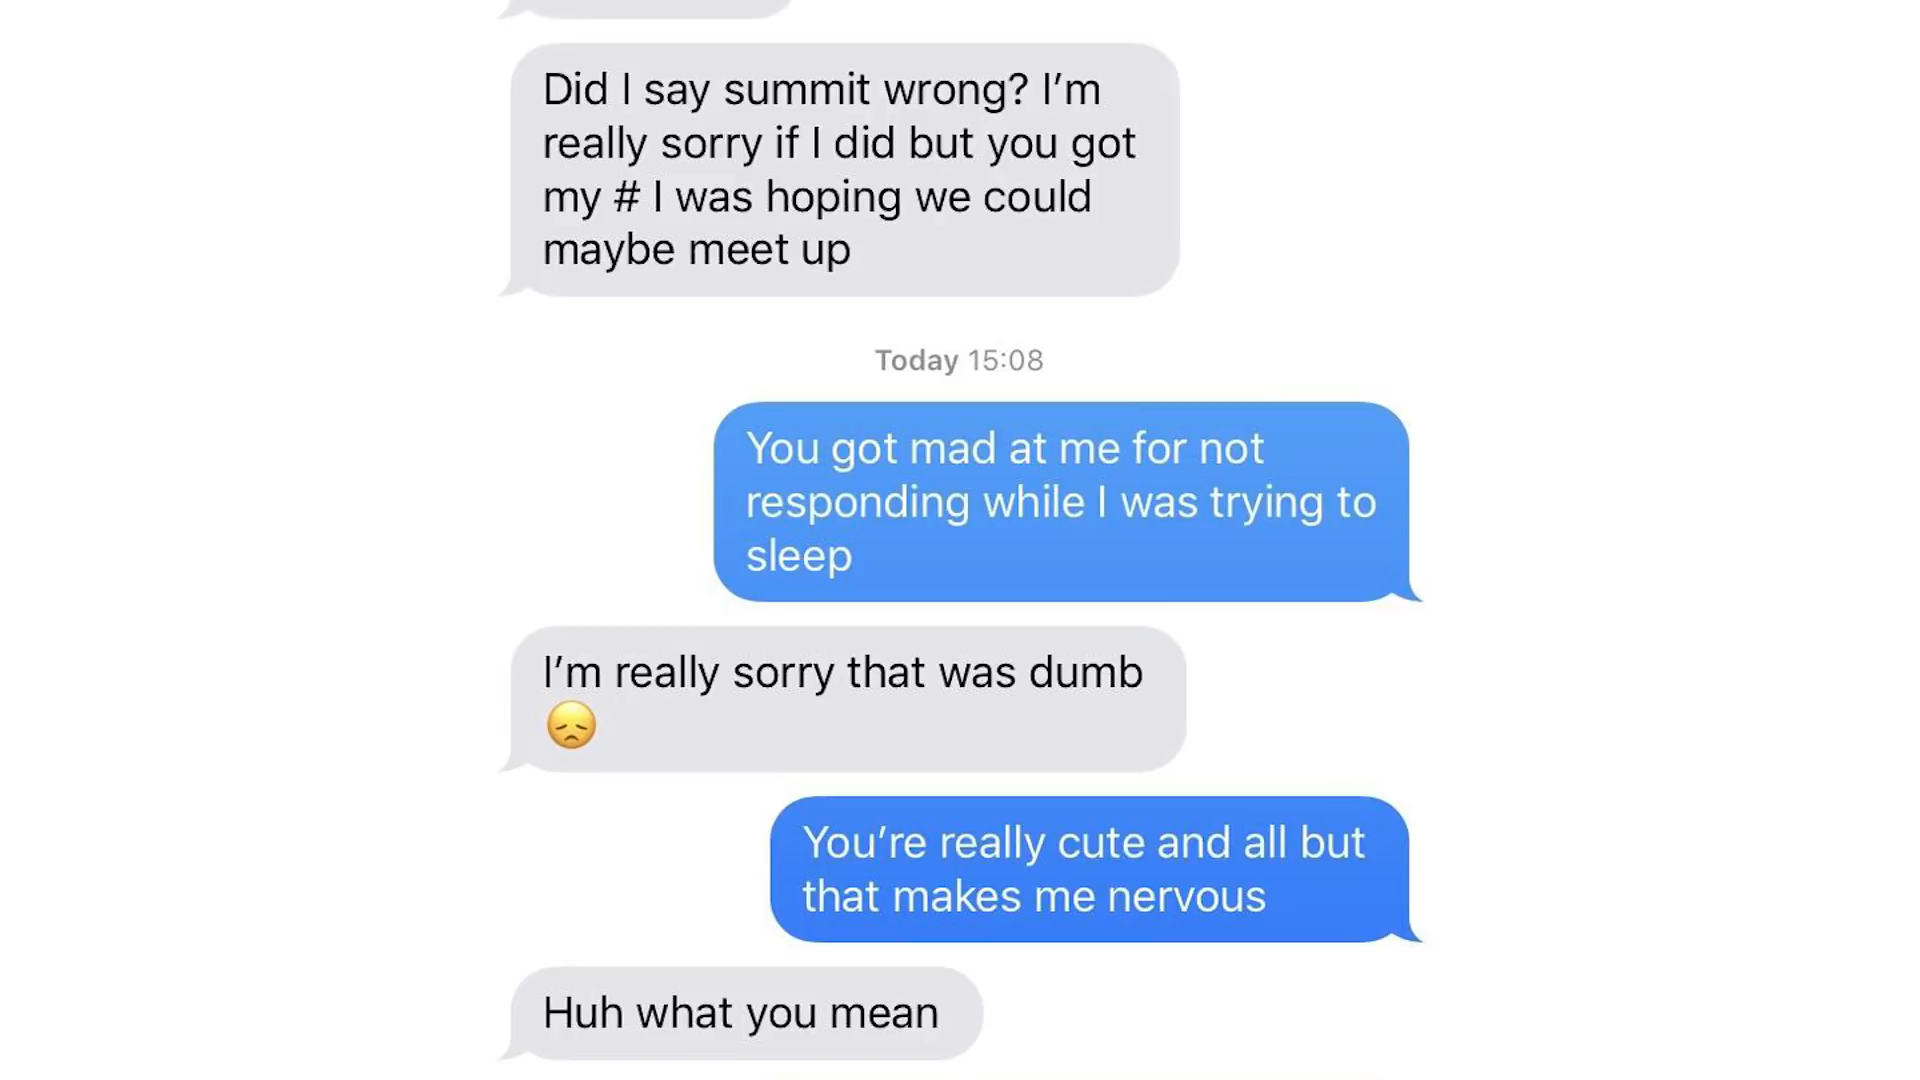 Did I say summit wrong? I’m
really sorry if I did but you got
my # I was hoping we could
maybe meet up
Today 15:08
You got mad at me for not
responding while I was trying to
sleep
I’m really sorry that was dumb
😞
You’re really cute and all but
that makes me nervous
Huh what you mean